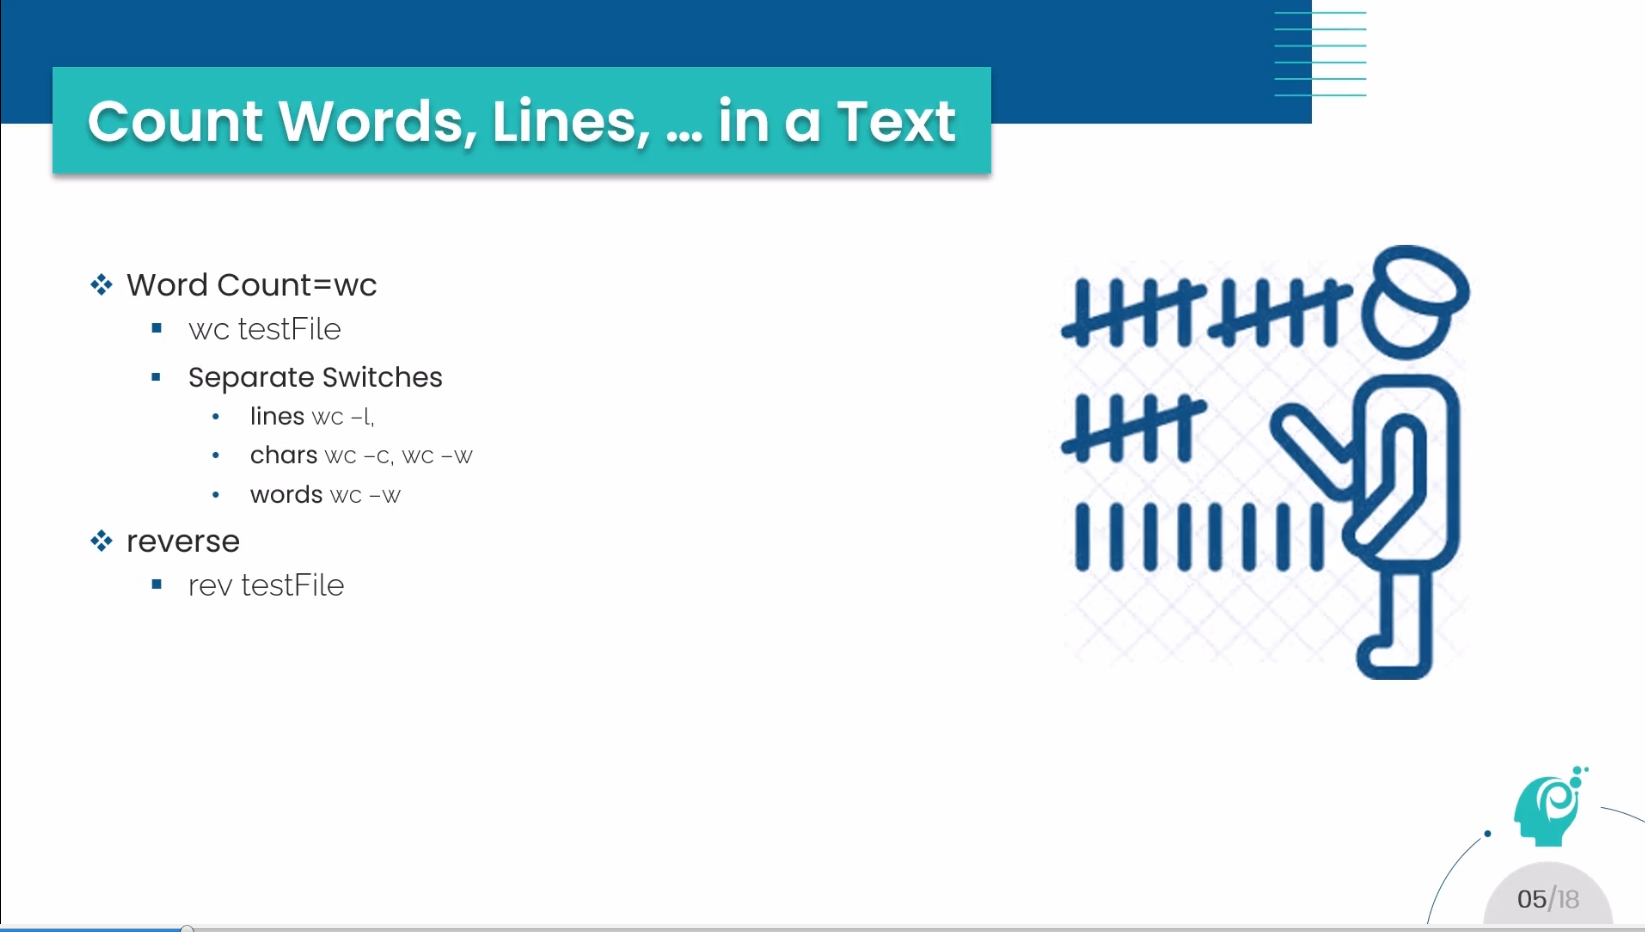 Count Words, Lines, ... in a Text
Word Count=wc
wc testFile
Separate Switches
lines wc –l,
chars wc –c, wc –w
words wc –w
reverse
rev testFile
05/18